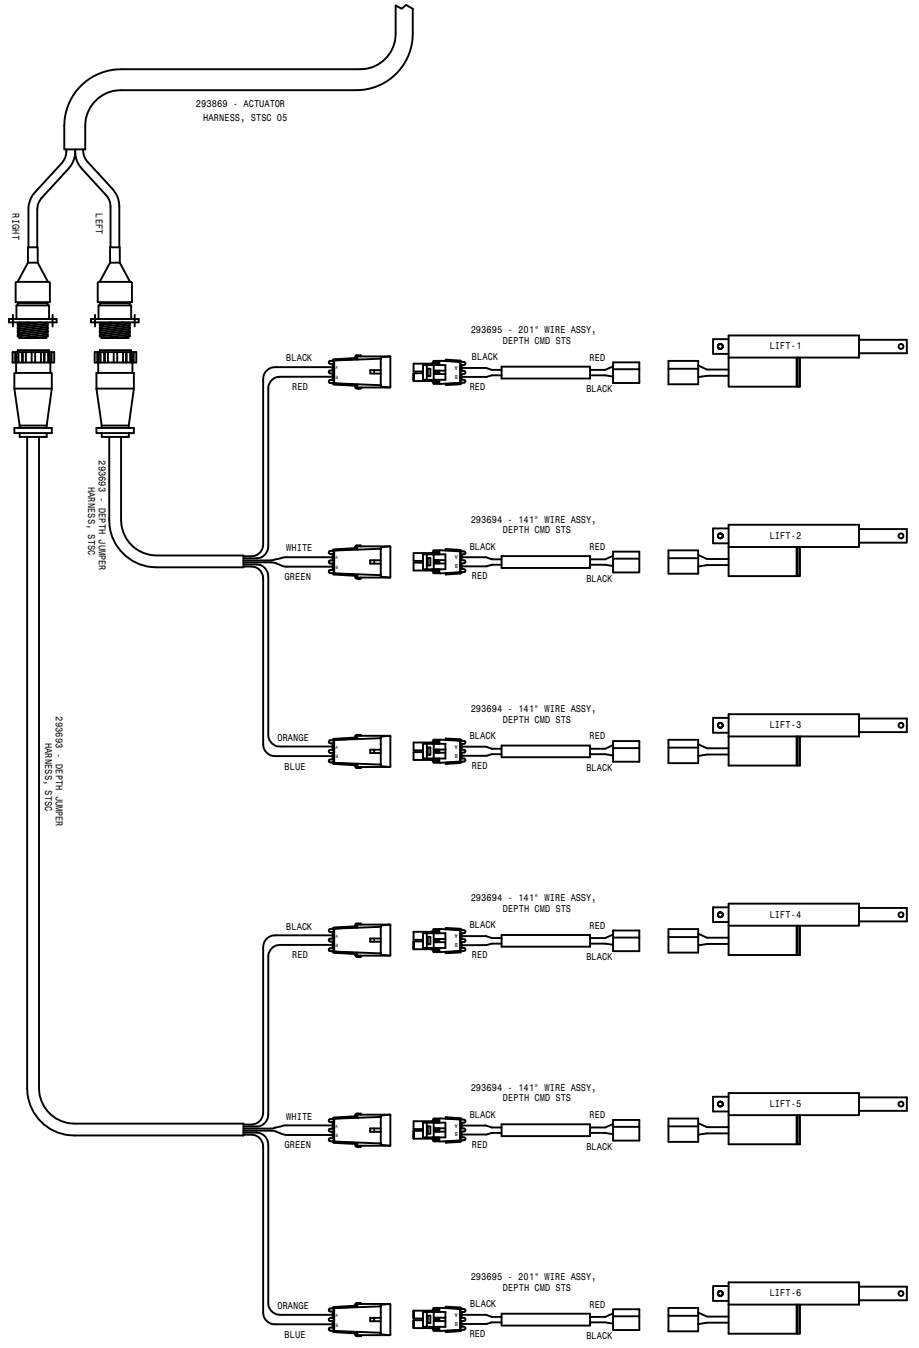 293869 - ACTUATOR
HARNESS, STSC 05
RIGHT
LEFT
293693 - DEPTH JUMPER
HARNESS, STSC
293693 - DEPTH JUMPER
HARNESS, STSC
BLACK
RED
293695 - 201" WIRE ASSY,
DEPTH CMD STS
BLACK
RED
A
B
RED
BLACK
LIFT-1
WHITE
GREEN
293694 - 141" WIRE ASSY,
DEPTH CMD STS
BLACK
RED
A
B
RED
BLACK
LIFT-2
ORANGE
BLUE
293694 - 141" WIRE ASSY,
DEPTH CMD STS
BLACK
RED
A
B
RED
BLACK
LIFT-3
BLACK
RED
293694 - 141" WIRE ASSY,
DEPTH CMD STS
BLACK
RED
A
B
RED
BLACK
LIFT-4
WHITE
GREEN
293694 - 141" WIRE ASSY,
DEPTH CMD STS
BLACK
RED
A
B
RED
BLACK
LIFT-5
ORANGE
BLUE
293695 - 201" WIRE ASSY,
DEPTH CMD STS
BLACK
RED
A
B
RED
BLACK
LIFT-6